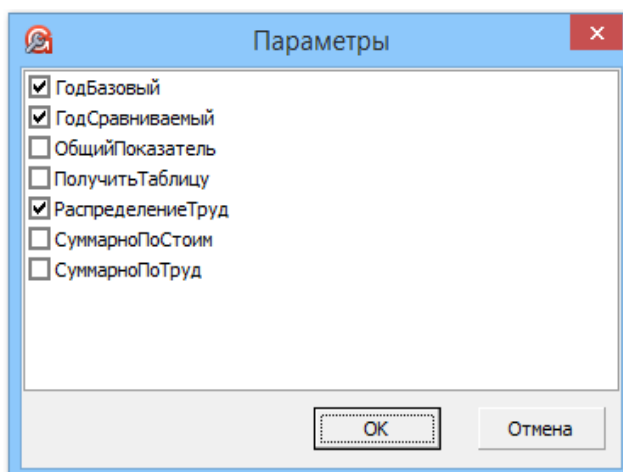 Параметры
ГодБазовый
ГодСравниваемый
ОбщийПоказатель
ПолучитьТаблицу
РаспределениеТруд
СуммарноПоСтоим
СуммарноПоТруд
OK
Отмена